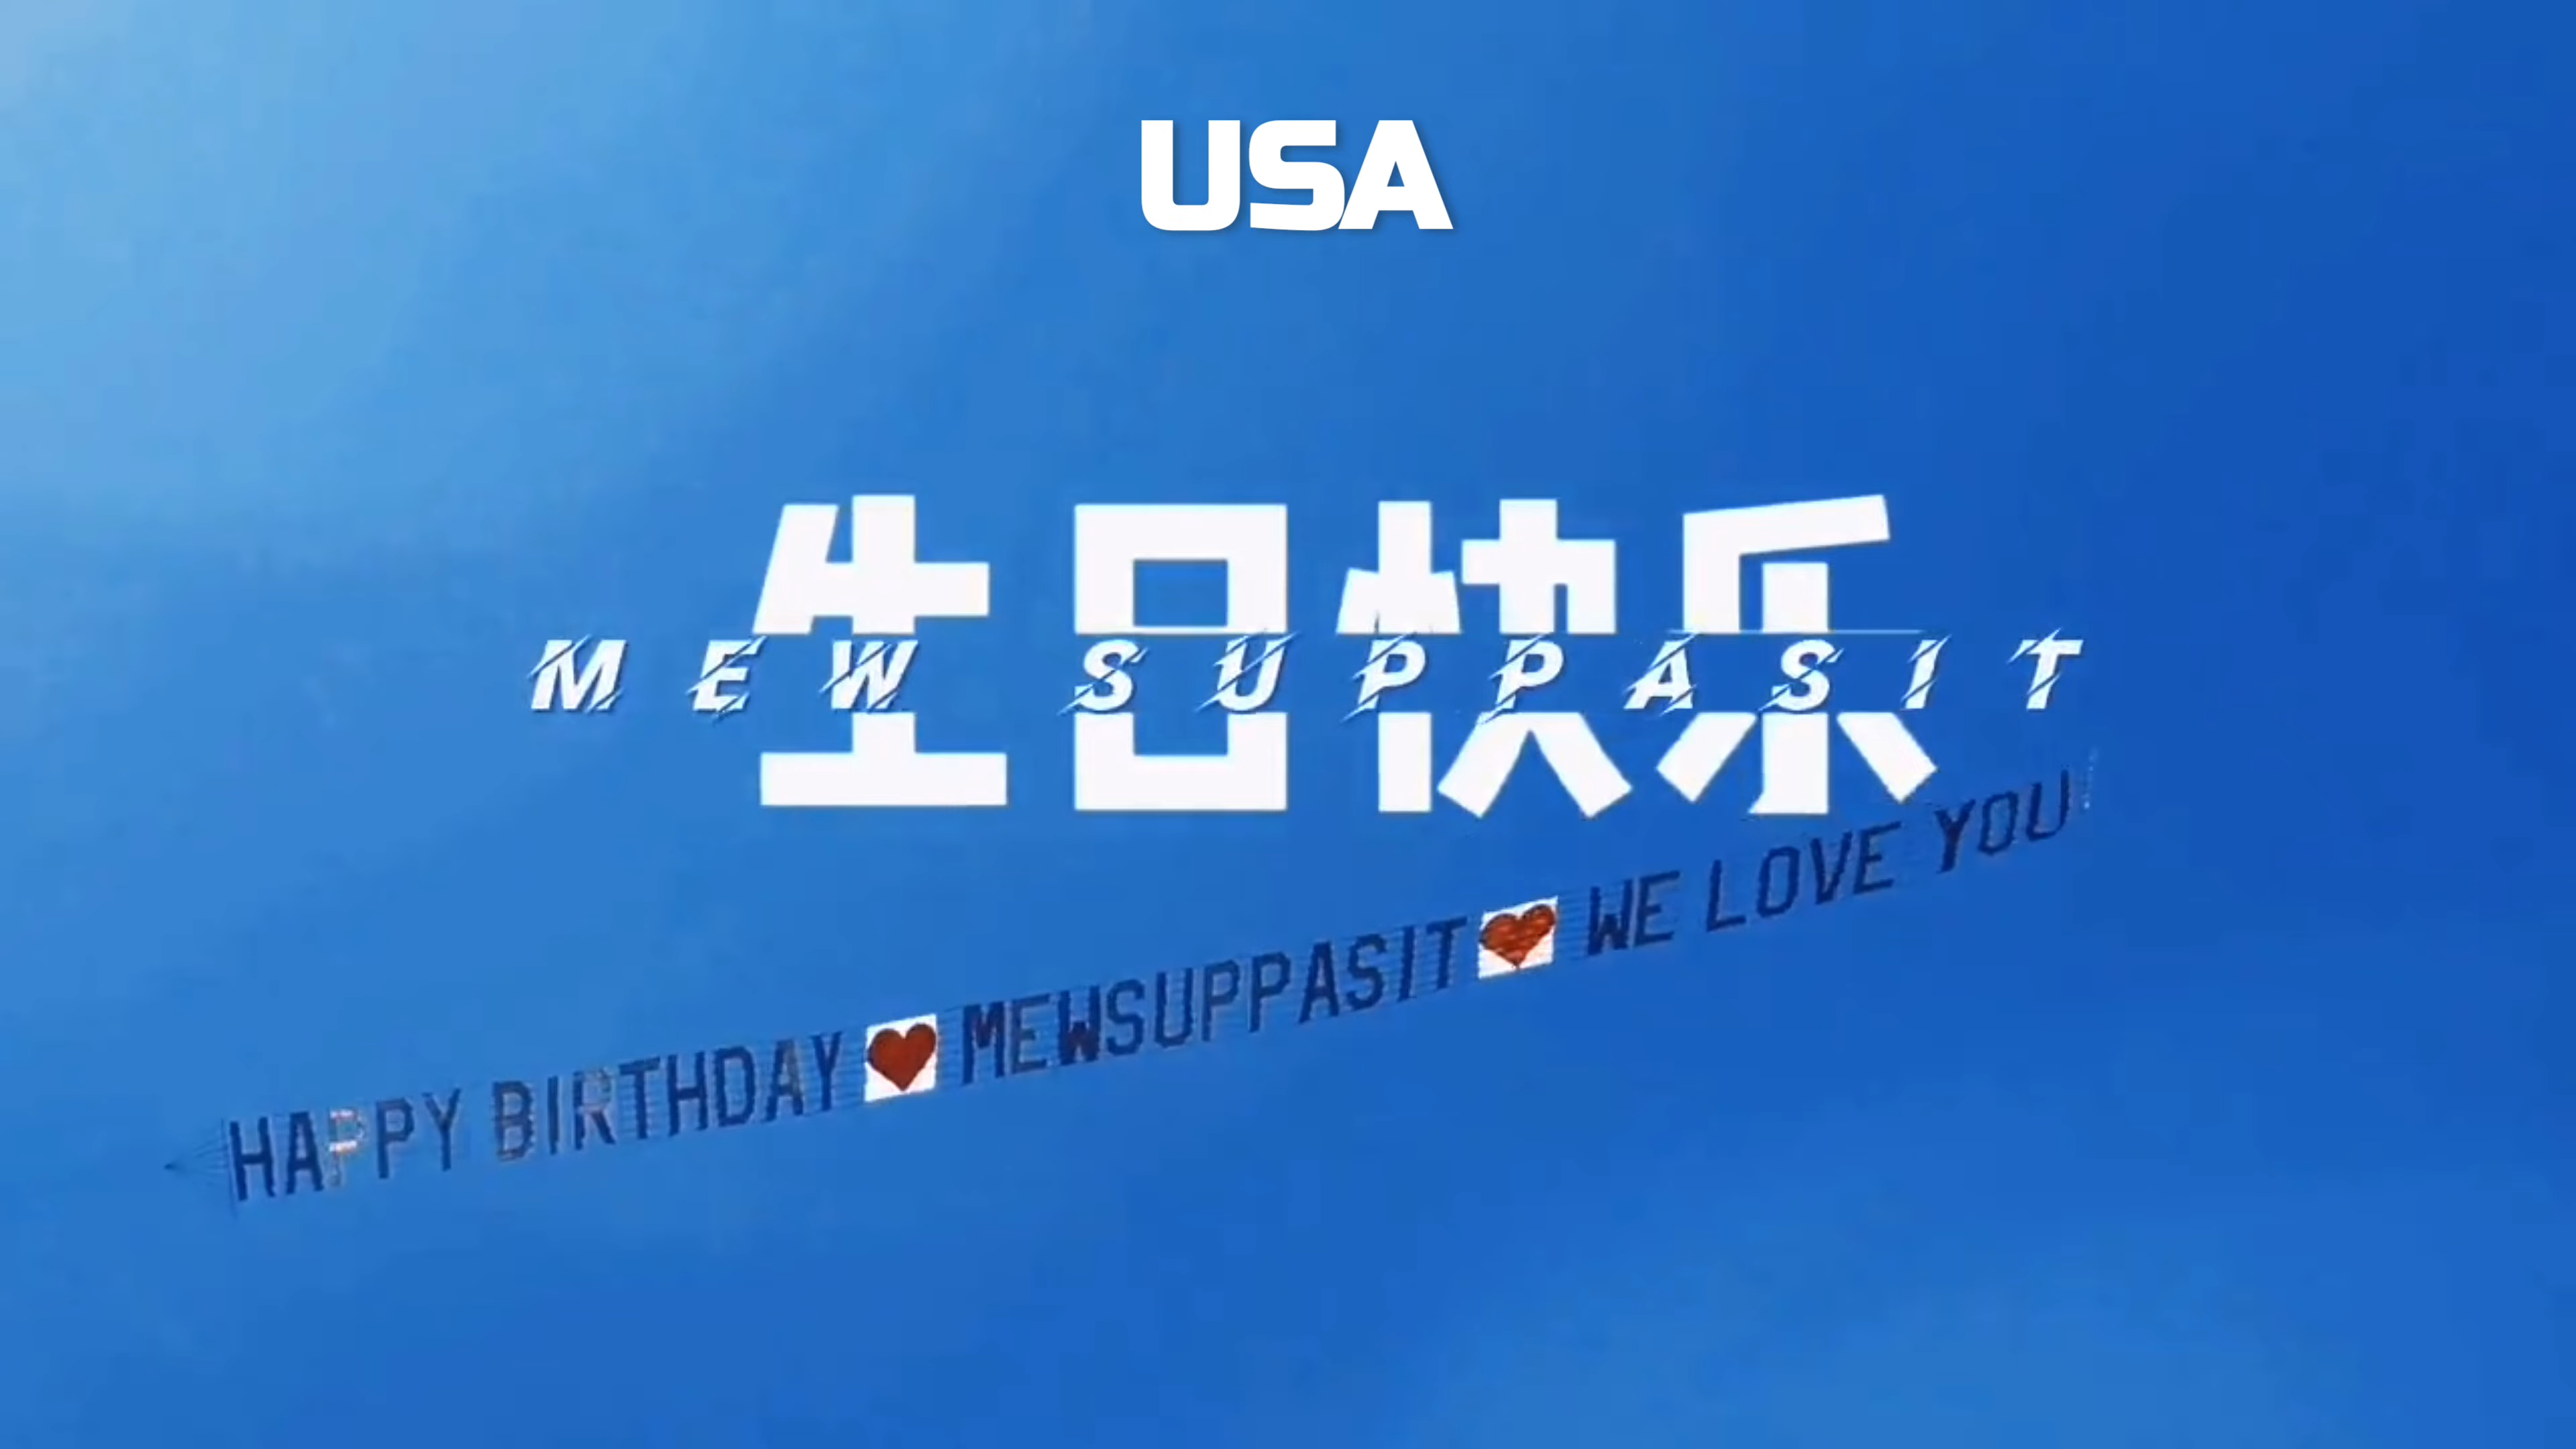 USA
生日快乐
MEW SUPPASIT
HAPPY BIRTHDAY ❤ MEWSUPPASIT ❤ WE LOVE YOU